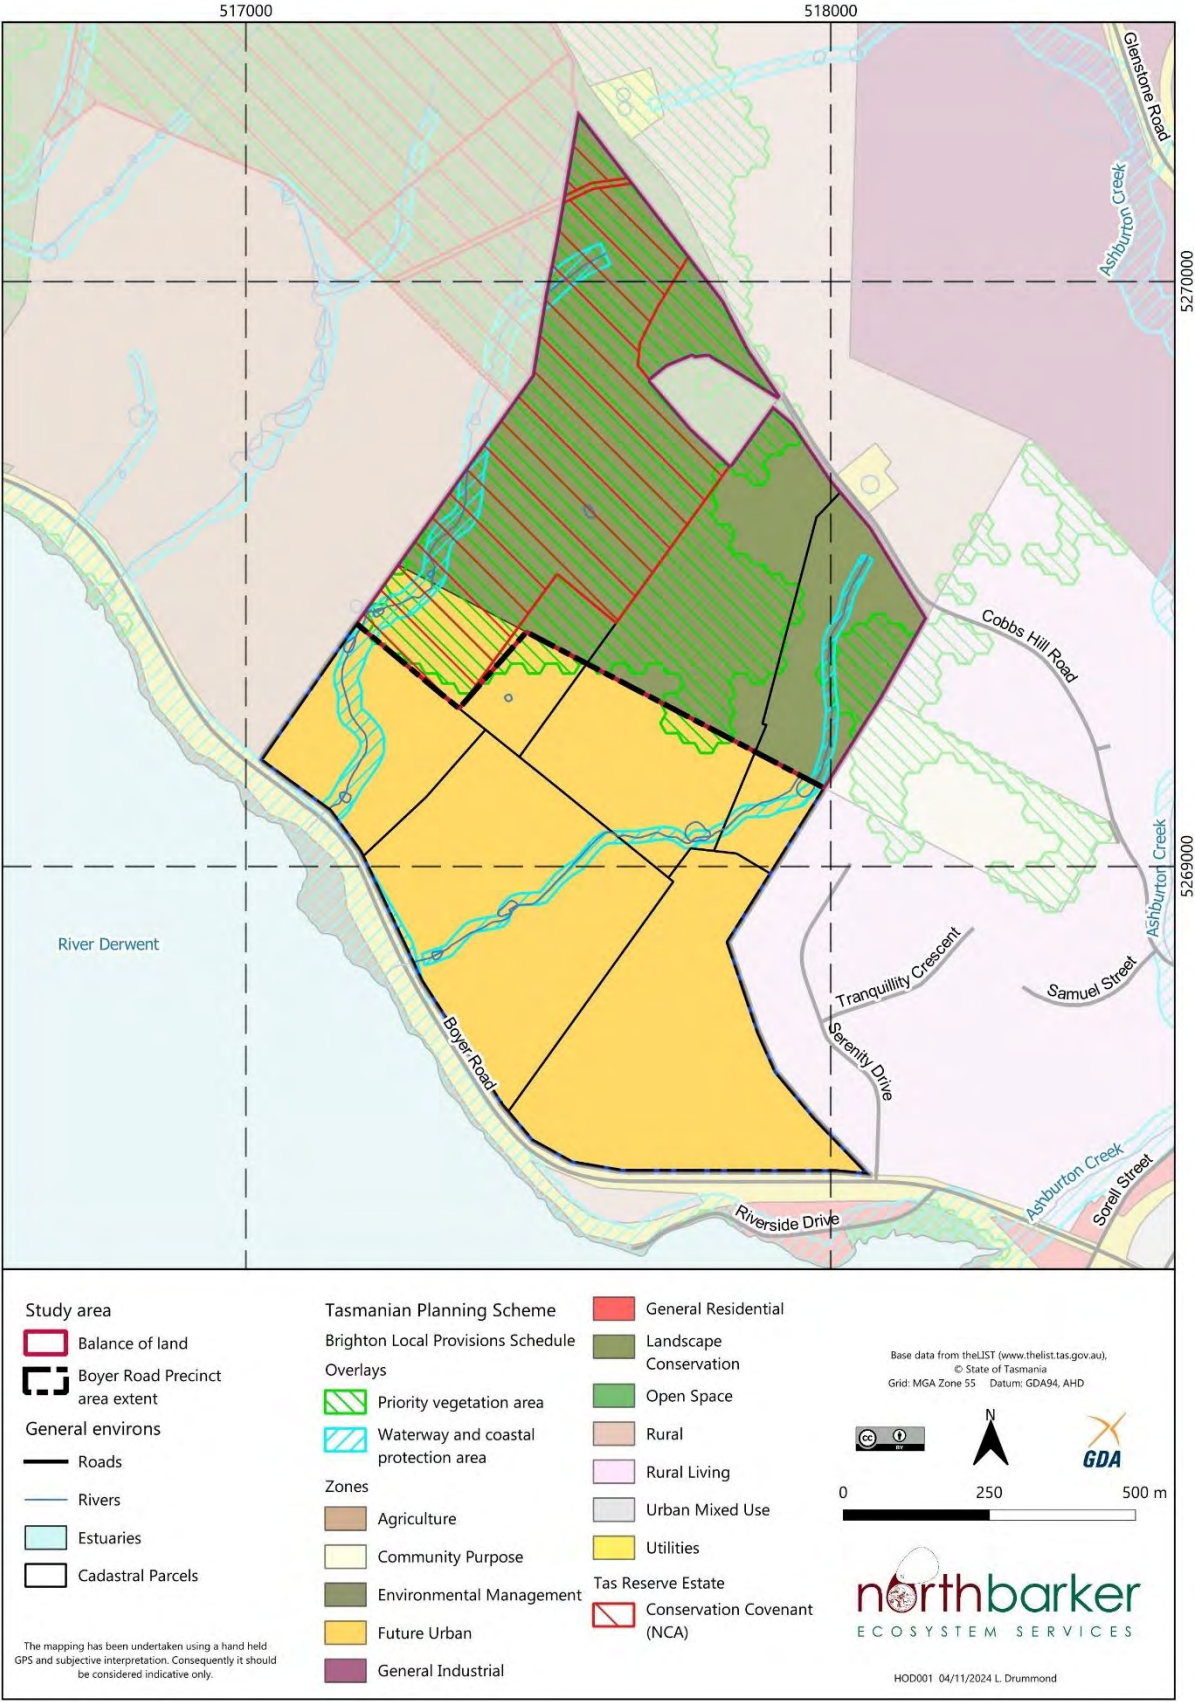 517000
518000
Glenstone Road
Ashburton Creek
5270000
Cobbs Hill Road
5269000
Ashburton Creek
River Derwent
Tranquillity Crescent
Samuel Street
Serenity Drive
Boyer Road
Ashburton Creek
Sorell Street
Riverside Drive
Study area
Balance of land
Boyer Road Precinct
area extent
General environs
Roads
Rivers
Estuaries
Cadastral Parcels
The mapping has been undertaken using a hand held
GPS and subjective interpretation. Consequently it should
be considered indicative only.
Tasmanian Planning Scheme
Brighton Local Provisions Schedule
Overlays
Priority vegetation area
Waterway and coastal
protection area
Zones
Agriculture
Community Purpose
Environmental Management
Future Urban
General Industrial
General Residential
Landscape
Conservation
Open Space
Rural
Rural Living
Urban Mixed Use
Utilities
Tas Reserve Estate
Conservation Covenant
(NCA)
Base data from theLIST (www.thelist.tas.gov.au),
© State of Tasmania
Grid: MGA Zone 55 Datum: GDA94, AHD
cc BY
N
GDA
0 250 500 m
northbarker
ECOSYSTEM SERVICES
HOD001 04/11/2024 L. Drummond